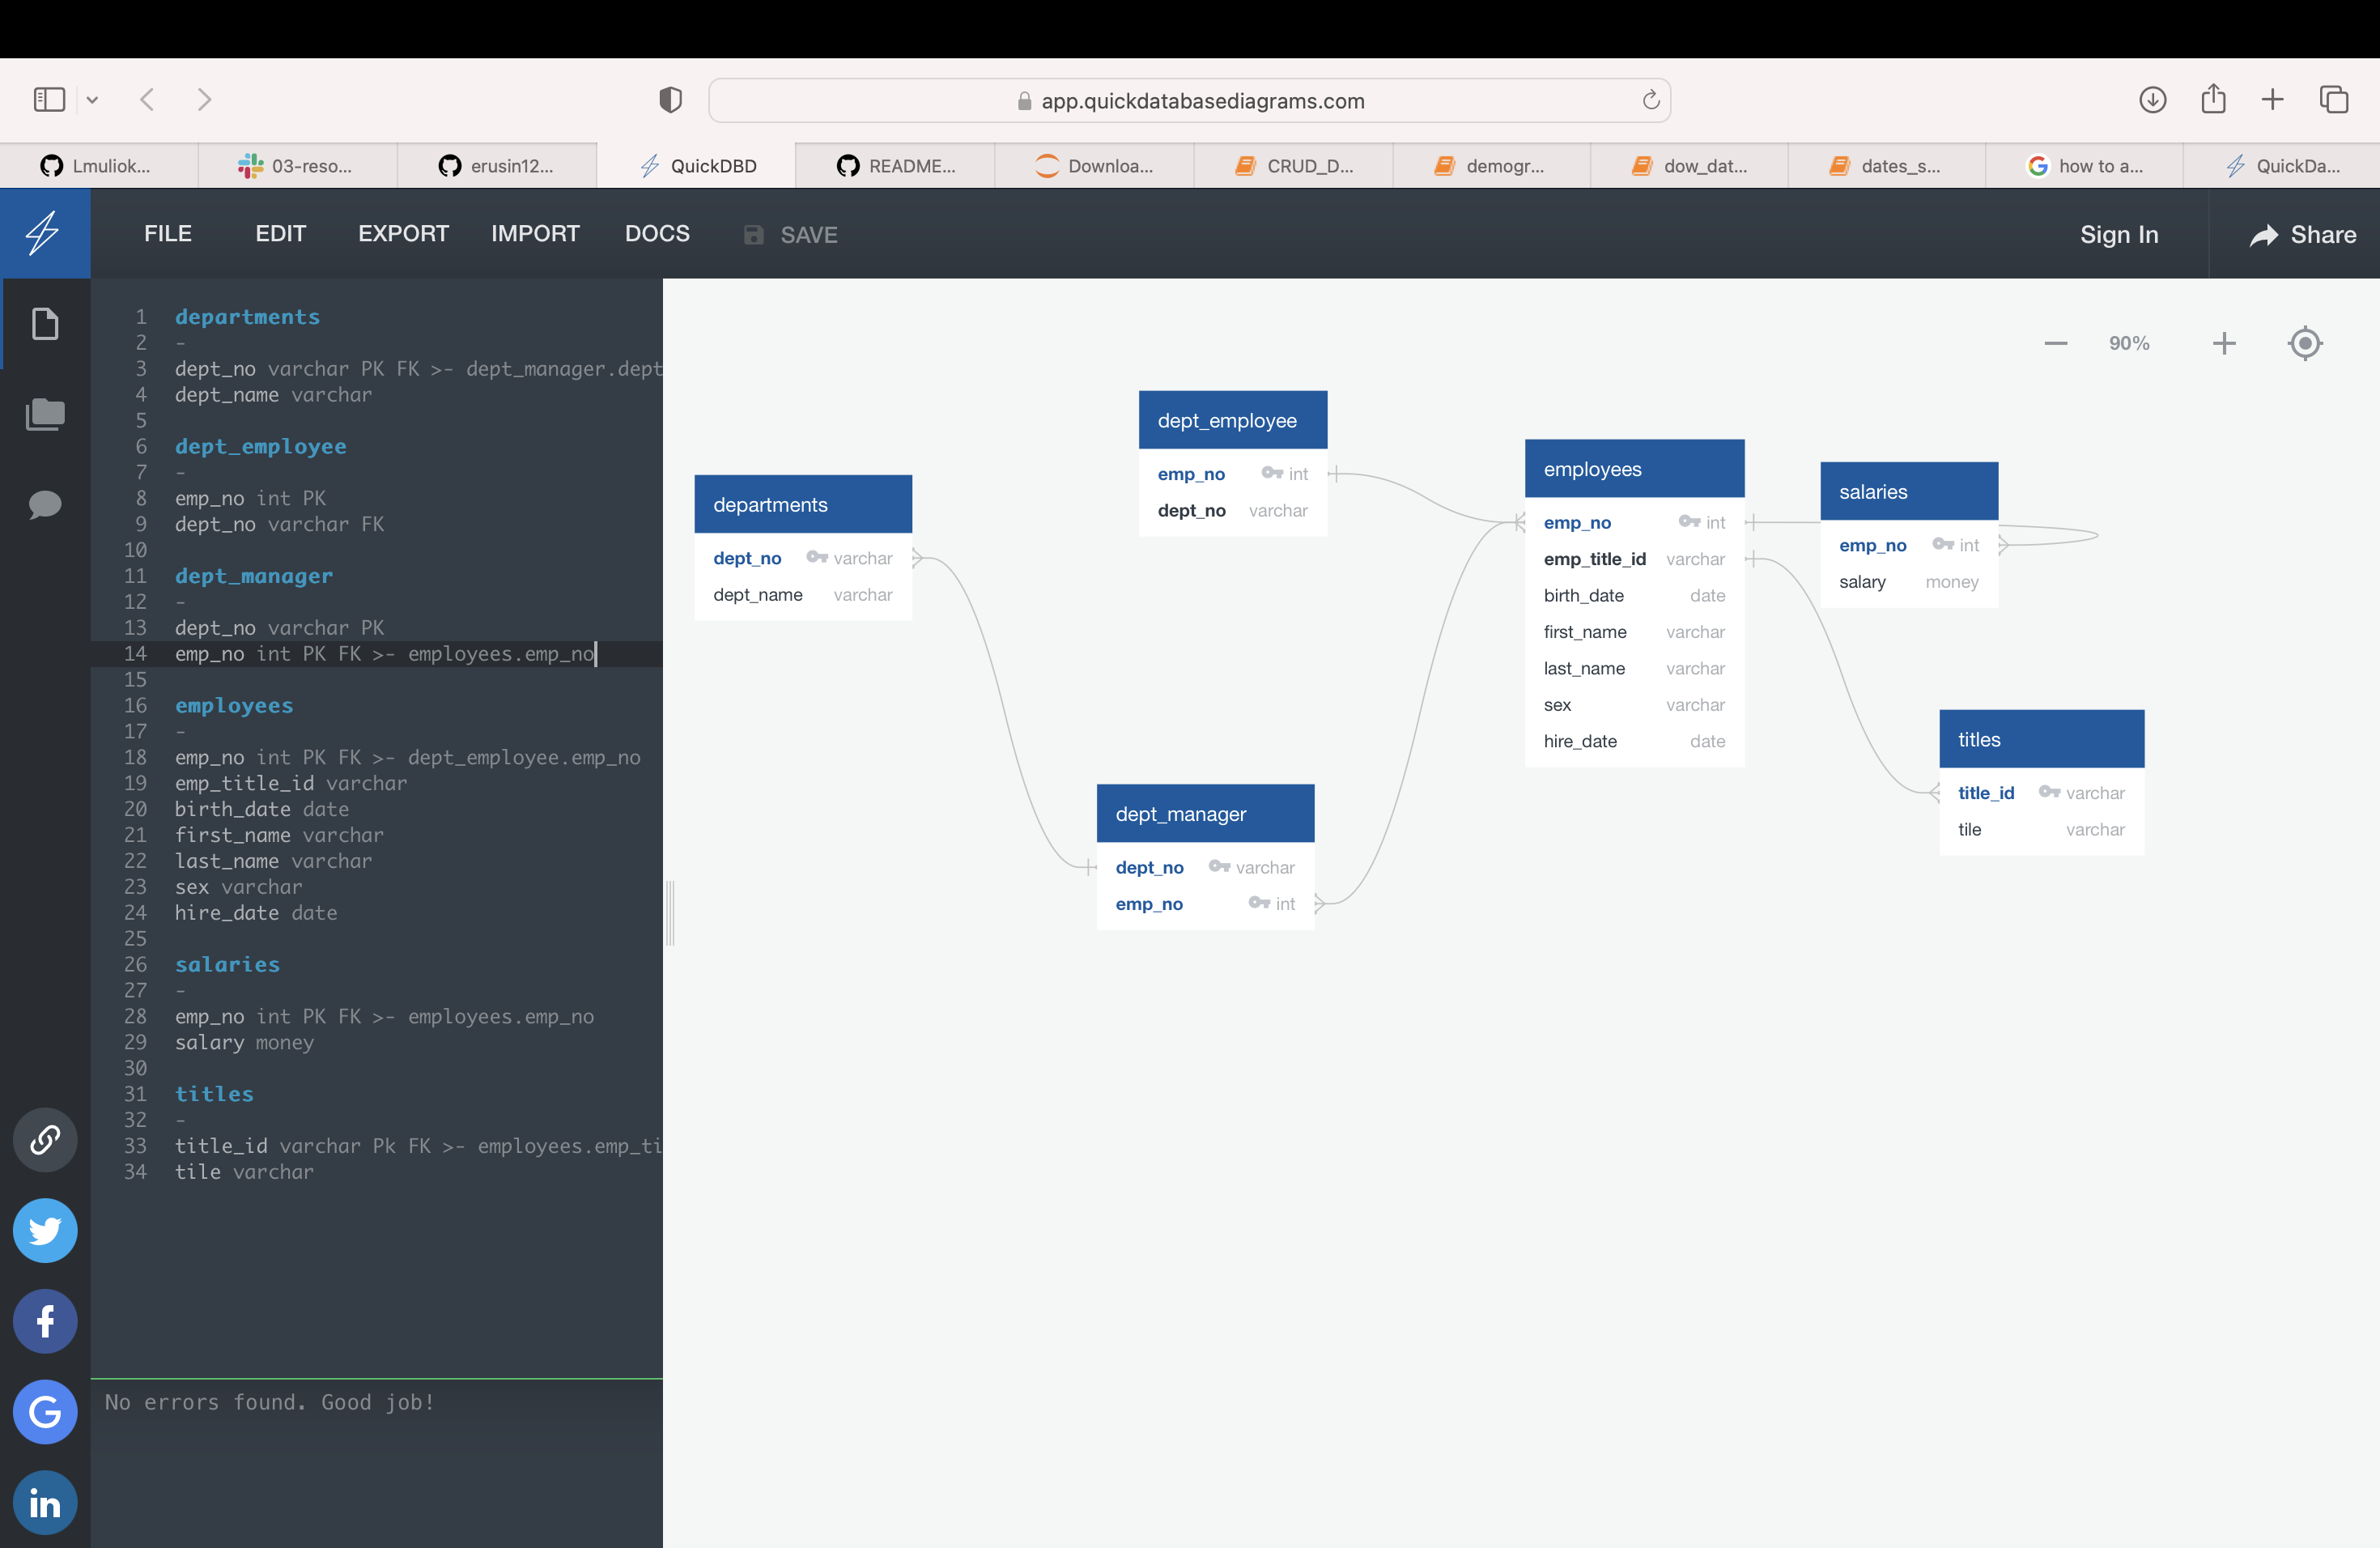 app.quickdatabasediagrams.com
Lmuliok...
03-reso...
erusin12...
QuickDBD
README...
Downloa...
CRUD_D...
demogr...
dow_dat...
dates_s...
how to a...
QuickDa...
FILE EDIT EXPORT IMPORT DOCS SAVE
Sign In Share
1 departments
2 -
3 dept_no varchar PK FK >- dept_manager.dept
4 dept_name varchar
5
6 dept_employee
7 -
8 emp_no int PK
9 dept_no varchar FK
10
11 dept_manager
12 -
13 dept_no varchar PK
14 emp_no int PK FK >- employees.emp_no
15
16 employees
17 -
18 emp_no int PK FK >- dept_employee.emp_no
19 emp_title_id varchar
20 birth_date date
21 first_name varchar
22 last_name varchar
23 sex varchar
24 hire_date date
25
26 salaries
27 -
28 emp_no int PK FK >- employees.emp_no
29 salary money
30
31 titles
32 -
33 title_id varchar Pk FK >- employees.emp_ti
34 tile varchar
No errors found. Good job!
90%
departments
dept_no varchar
dept_name varchar
dept_employee
emp_no int
dept_no varchar
dept_manager
dept_no varchar
emp_no int
employees
emp_no int
emp_title_id varchar
birth_date date
first_name varchar
last_name varchar
sex varchar
hire_date date
salaries
emp_no int
salary money
titles
title_id varchar
tile varchar